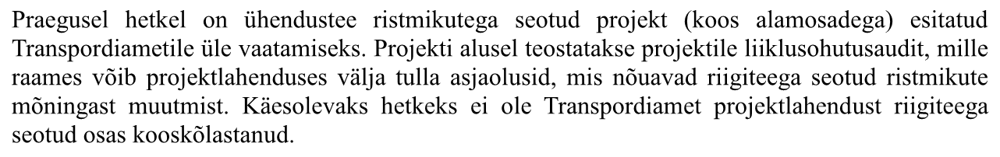 Praegusel hetkel on ühendustee ristmikutega seotud projekt (koos alamosadega) esitatud
Transpordiametile üle vaatamiseks. Projekti alusel teostatakse projektile liiklusohutusaudit, mille
raames võib projektlahenduses välja tulla asjaolusid, mis nõuavad riigiteega seotud ristmikute
mõningast muutmist. Käesolevaks hetkeks ei ole Transpordiamet projektlahendust riigiteega
seotud osas kooskõlastanud.